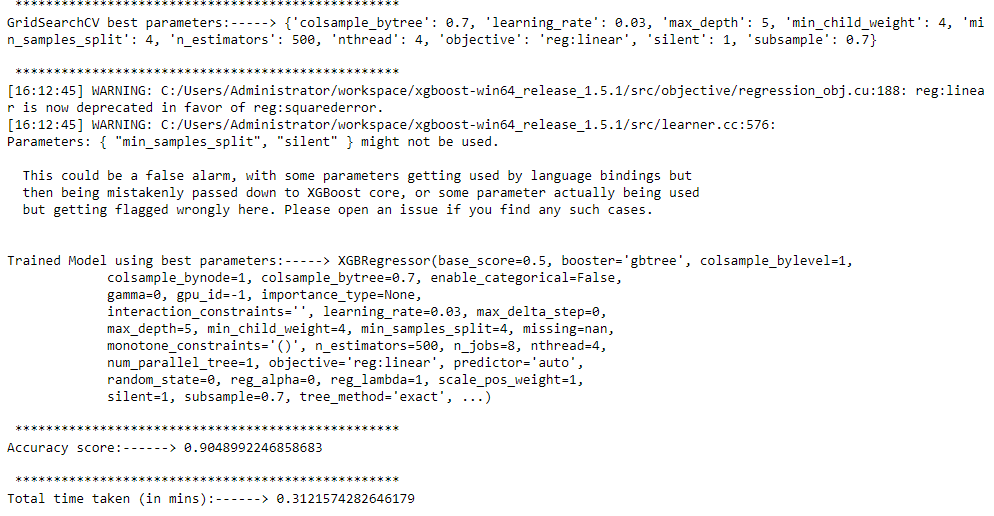 **************************************************
GridSearchCV best parameters:-----> {'colsample_bytree': 0.7, 'learning_rate': 0.03, 'max_depth': 5, 'min_child_weight': 4, 'mi
n_samples_split': 4, 'n_estimators': 500, 'nthread': 4, 'objective': 'reg:linear', 'silent': 1, 'subsample': 0.7}
**************************************************
[16:12:45] WARNING: C:/Users/Administrator/workspace/xgboost-win64_release_1.5.1/src/objective/regression_obj.cu:188: reg:linea
r is now deprecated in favor of reg:squarederror.
[16:12:45] WARNING: C:/Users/Administrator/workspace/xgboost-win64_release_1.5.1/src/learner.cc:576:
Parameters: { "min_samples_split", "silent" } might not be used.
This could be a false alarm, with some parameters getting used by language bindings but
then being mistakenly passed down to XGBoost core, or some parameter actually being used
but getting flagged wrongly here. Please open an issue if you find any such cases.
Trained Model using best parameters:-----> XGBRegressor(base_score=0.5, booster='gbtree', colsample_bylevel=1,
colsample_bynode=1, colsample_bytree=0.7, enable_categorical=False,
gamma=0, gpu_id=-1, importance_type=None,
interaction_constraints='', learning_rate=0.03, max_delta_step=0,
max_depth=5, min_child_weight=4, min_samples_split=4, missing=nan,
monotone_constraints='()', n_estimators=500, n_jobs=8, nthread=4,
num_parallel_tree=1, objective='reg:linear', predictor='auto',
random_state=0, reg_alpha=0, reg_lambda=1, scale_pos_weight=1,
silent=1, subsample=0.7, tree_method='exact', ...)
**************************************************
Accuracy score:------> 0.9048992246858683
**************************************************
Total time taken (in mins):------> 0.3121574282646179